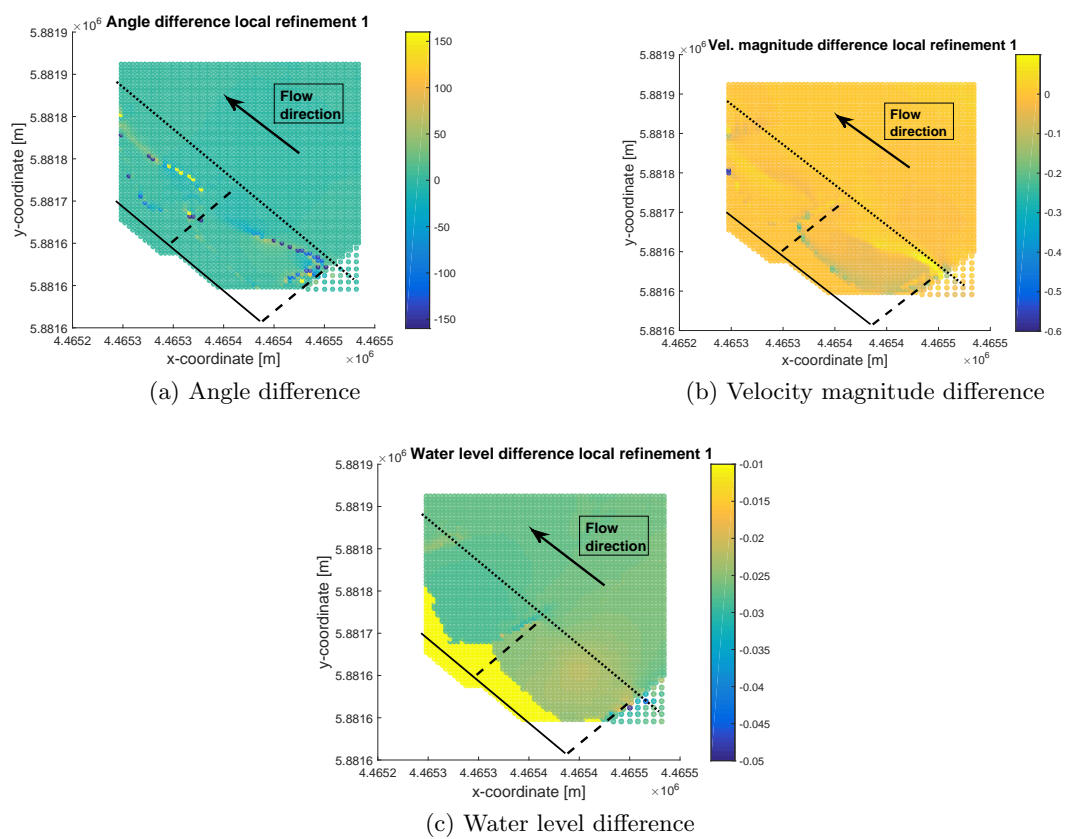 ×10⁶ Angle difference local refinement 1
5.8819
5.8819
5.8818
5.8818
5.8817
5.8816
5.8816
y-coordinate [m]
4.4652 4.4653 4.4653 4.4654 4.4654 4.4655 4.4655
x-coordinate [m] ×10⁶
Flow
direction
150
100
50
0
-50
-100
-150
(a) Angle difference
×10⁶ Vel. magnitude difference local refinement 1
5.8819
5.8819
5.8818
5.8818
5.8817
5.8816
5.8816
y-coordinate [m]
4.4652 4.4653 4.4653 4.4654 4.4654 4.4655 4.4655
x-coordinate [m] ×10⁶
Flow
direction
0
-0.1
-0.2
-0.3
-0.4
-0.5
-0.6
(b) Velocity magnitude difference
×10⁶ Water level difference local refinement 1
5.8819
5.8819
5.8818
5.8818
5.8817
5.8816
5.8816
y-coordinate [m]
4.4652 4.4653 4.4653 4.4654 4.4654 4.4655 4.4655
x-coordinate [m] ×10⁶
Flow
direction
-0.01
-0.015
-0.02
-0.025
-0.03
-0.035
-0.04
-0.045
-0.05
(c) Water level difference